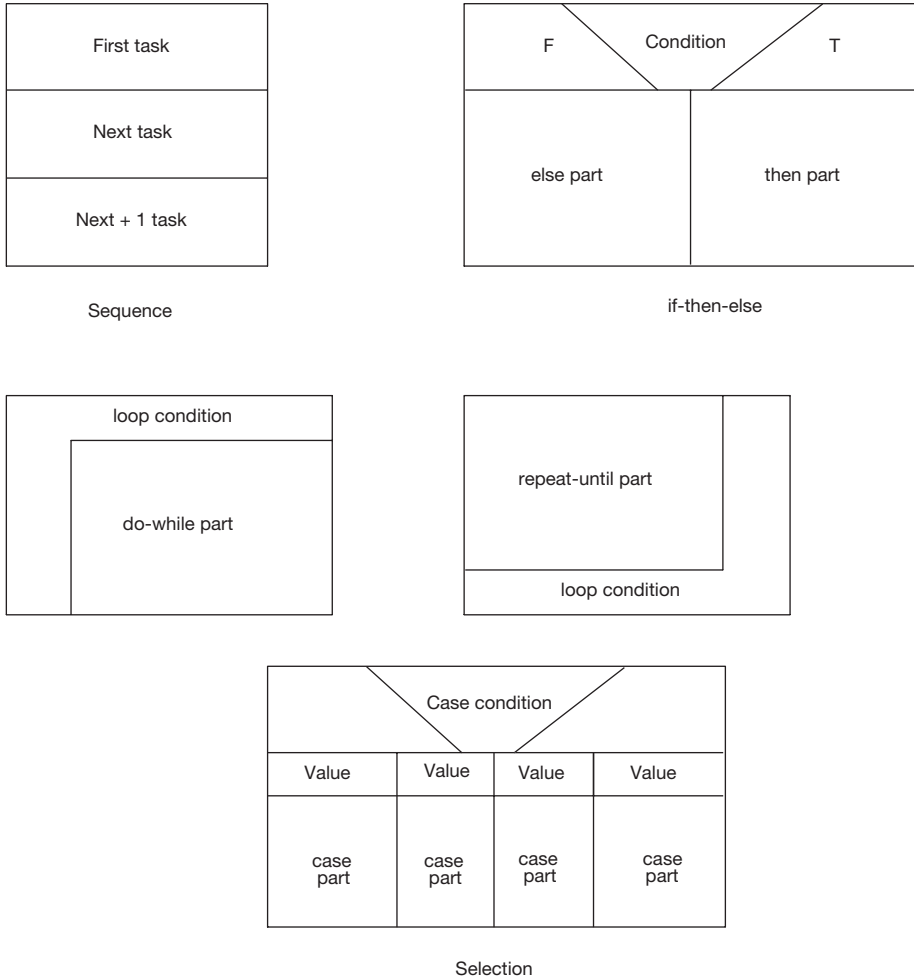 First task
Next task
Next + 1 task
Sequence
F
Condition
T
else part
then part
if-then-else
loop condition
do-while part
repeat-until part
loop condition
Case condition
Value
Value
Value
Value
case
part
case
part
case
part
case
part
Selection